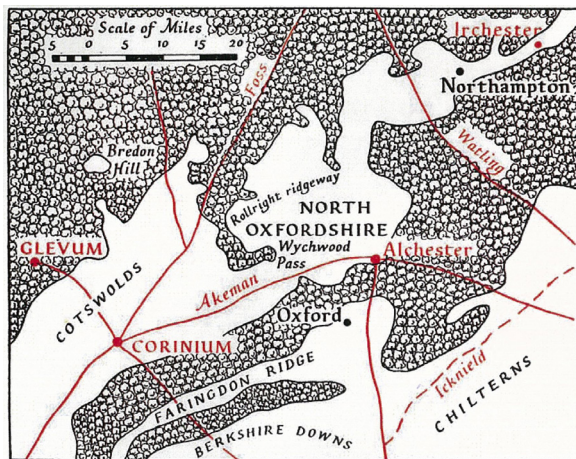 Scale of Miles
5 0 5 10 15 20
Irchester
Northampton
Foss
Watling
Bredon
Hill
Rollright ridgeway
NORTH
OXFORDSHIRE
Wychwood
Pass
GLEVUM
Alchester
COTSWOLDS
Akeman
Oxford
CORINIUM
Icknield
CHILTERNS
FARINGDON RIDGE
BERKSHIRE DOWNS